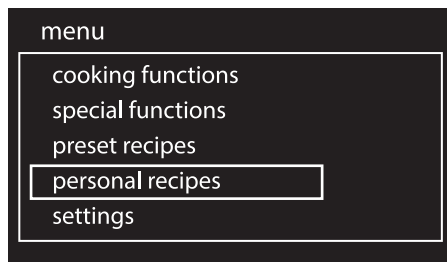 menu
cooking functions
special functions
preset recipes
personal recipes
settings